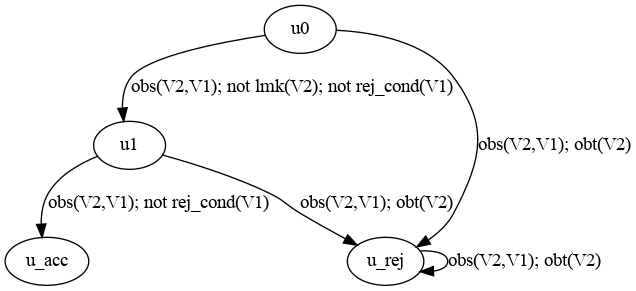 u0
obs(V2,V1); not lmk(V2); not rej_cond(V1)
u1
obs(V2,V1); obt(V2)
obs(V2,V1); not rej_cond(V1)
obs(V2,V1); obt(V2)
u_acc
u_rej
obs(V2,V1); obt(V2)